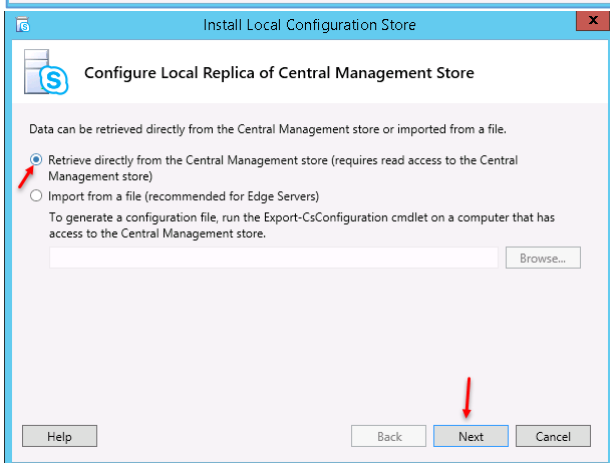 Install Local Configuration Store
x
S
Configure Local Replica of Central Management Store
Data can be retrieved directly from the Central Management store or imported from a file.
Retrieve directly from the Central Management store (requires read access to the Central
Management store)
Import from a file (recommended for Edge Servers)
To generate a configuration file, run the Export-CsConfiguration cmdlet on a computer that has
access to the Central Management store.
Browse...
Help
Back
Next
Cancel